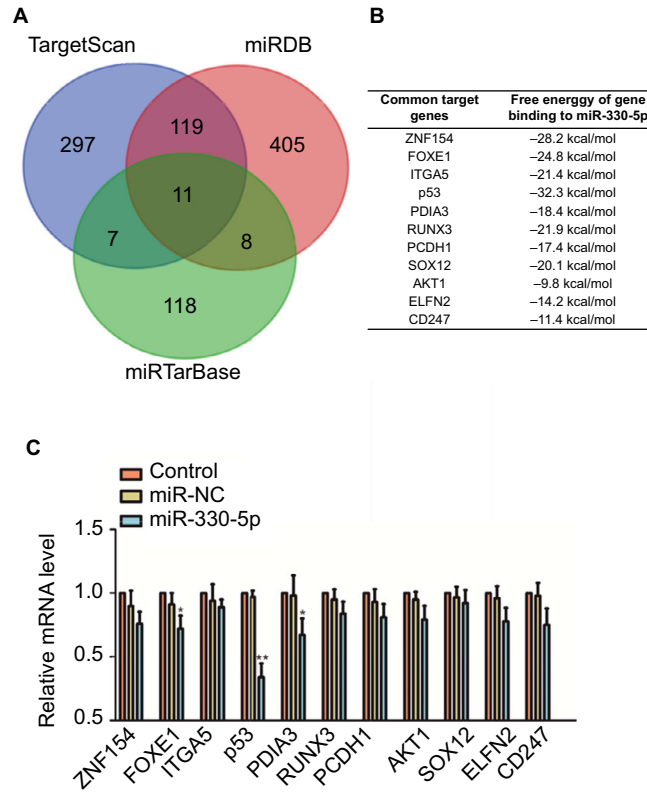 A
TargetScan
miRDB
297
119
405
11
7
8
118
miRTarBase
B
Common target genes
Free energgy of gene binding to miR-330-5p
ZNF154 –28.2 kcal/mol
FOXE1 –24.8 kcal/mol
ITGA5 –21.4 kcal/mol
p53 –32.3 kcal/mol
PDIA3 –18.4 kcal/mol
RUNX3 –21.9 kcal/mol
PCDH1 –17.4 kcal/mol
SOX12 –20.1 kcal/mol
AKT1 –9.8 kcal/mol
ELFN2 –14.2 kcal/mol
CD247 –11.4 kcal/mol
C
Control
miR-NC
miR-330-5p
Relative mRNA level
1.5
1.0
0.5
0.5
*
**
*
ZNF154
FOXE1
ITGA5
p53
PDIA3
RUNX3
PCDH1
AKT1
SOX12
ELFN2
CD247